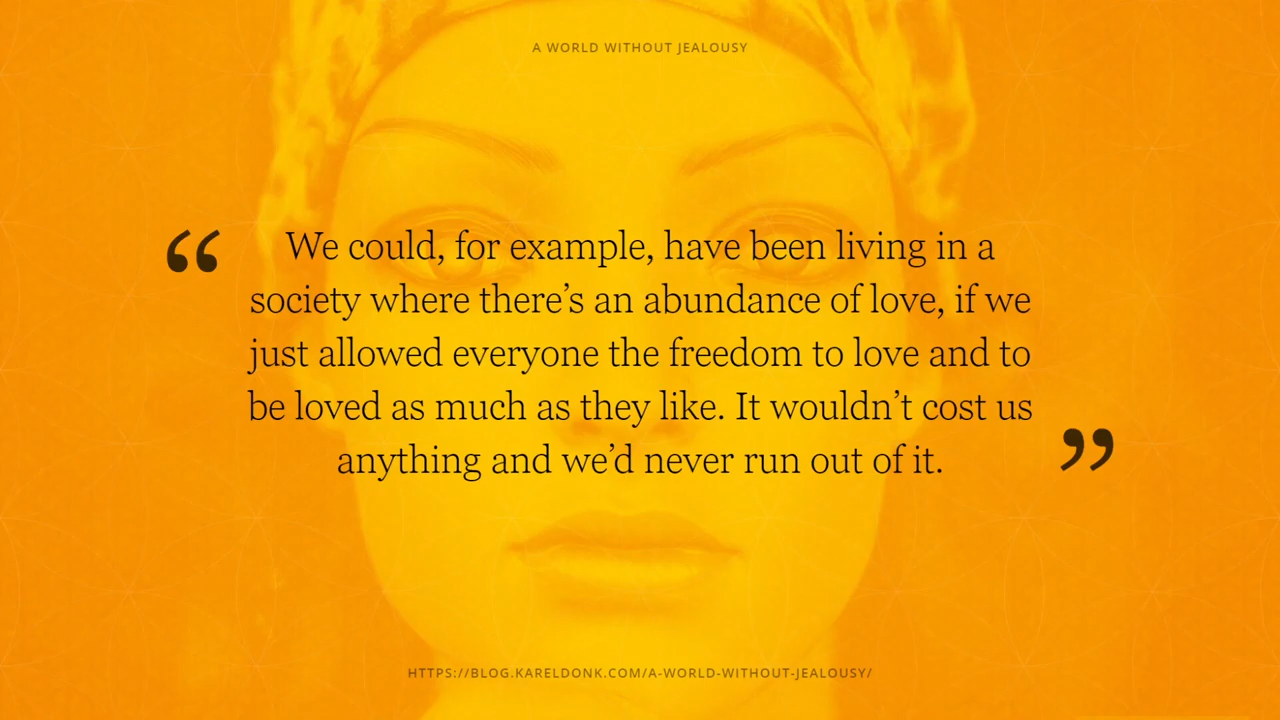 A WORLD WITHOUT JEALOUSY
“ We could, for example, have been living in a
society where there’s an abundance of love, if we
just allowed everyone the freedom to love and to
be loved as much as they like. It wouldn’t cost us
anything and we’d never run out of it. ”
HTTPS://BLOG.KARELDONK.COM/A-WORLD-WITHOUT-JEALOUSY/